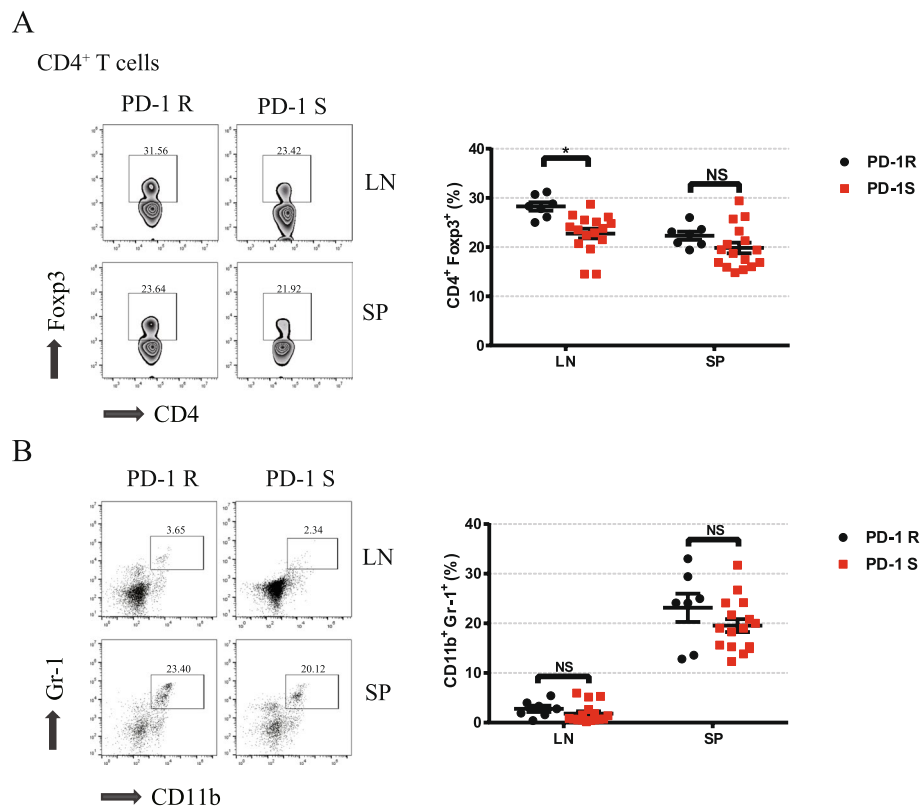 A
CD4⁺ T cells
PD-1 R PD-1 S
31.56 23.42
LN
23.64 21.92
SP
Foxp3
CD4
CD4⁺ Foxp3⁺ (%)
40
30
20
10
0
* NS
LN SP
PD-1R
PD-1S
B
PD-1 R PD-1 S
3.65 2.34
LN
23.40 20.12
SP
Gr-1
CD11b
CD11b⁺ Gr-1⁺ (%)
40
30
20
10
0
NS NS
LN SP
PD-1 R
PD-1 S